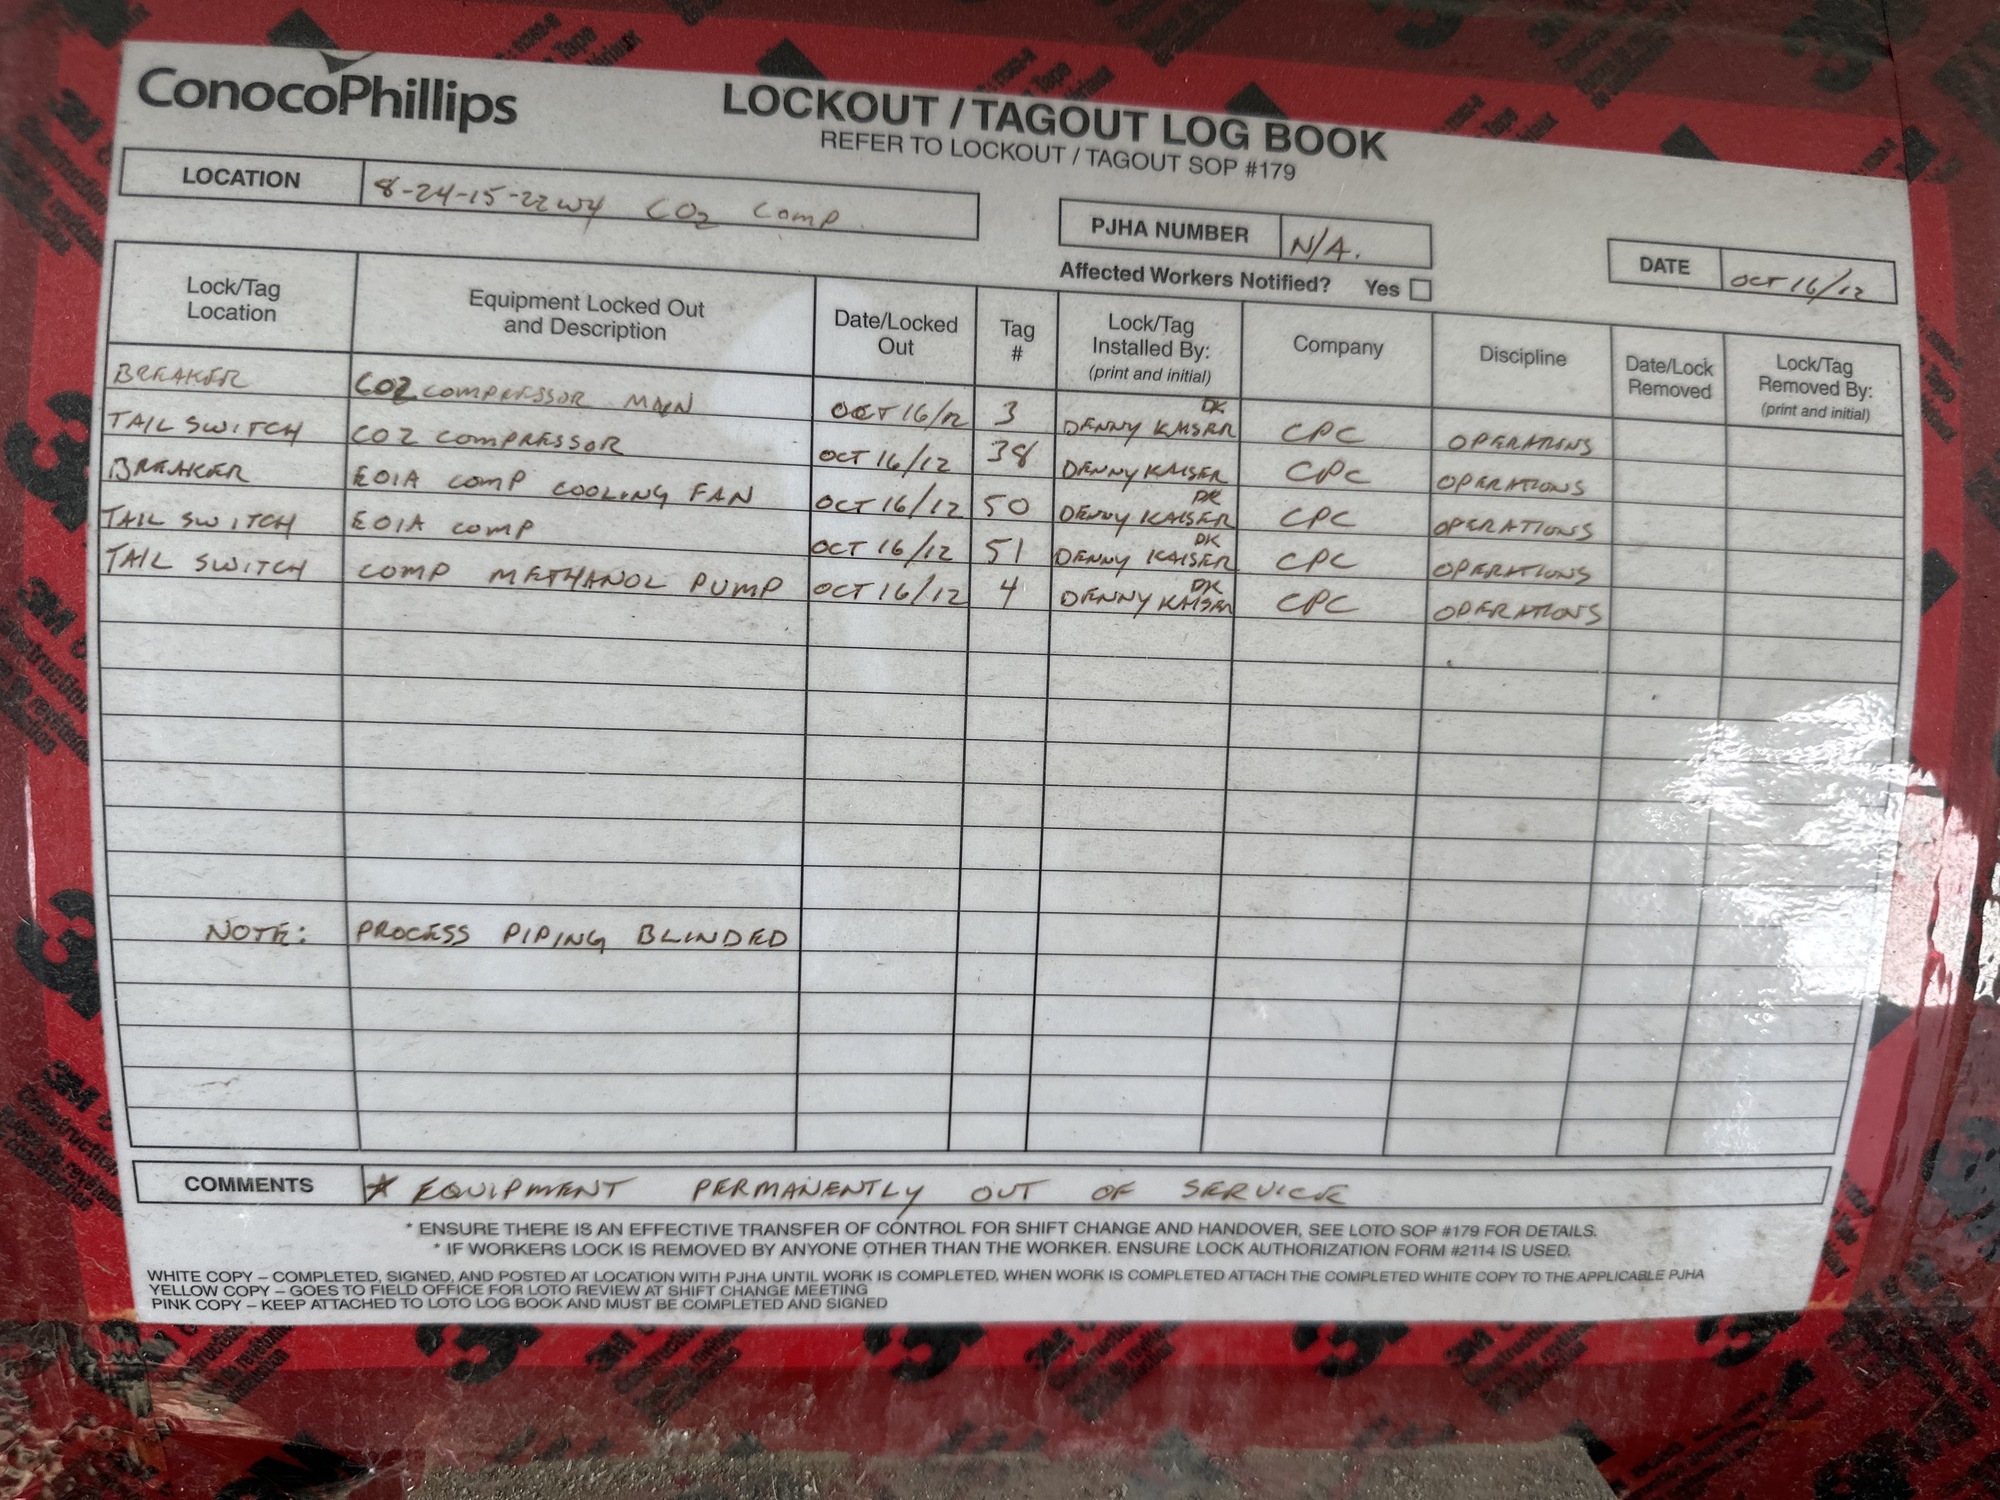 ConocoPhillips
LOCKOUT / TAGOUT LOG BOOK
REFER TO LOCKOUT / TAGOUT SOP #179
LOCATION 8-24-15-22W4 CO2 COMP.
PJHA NUMBER N/A.
Affected Workers Notified? Yes
DATE OCT 16/12
Lock/Tag Location Equipment Locked Out and Description Date/Locked Out Tag # Lock/Tag Installed By: (print and initial) Company Discipline Date/Lock Removed Lock/Tag Removed By: (print and initial)
BREAKER CO2 COMPRESSOR MAIN OCT 16/12 3 DENNY KAISER DK CPC OPERATIONS
TAIL SWITCH CO2 COMPRESSOR OCT 16/12 38 DENNY KAISER CPC OPERATIONS
BREAKER E01A COMP COOLING FAN OCT 16/12 50 DENNY KAISER DK CPC OPERATIONS
TAIL SWITCH E01A COMP OCT 16/12 51 DENNY KAISER DK CPC OPERATIONS
TAIL SWITCH COMP METHANOL PUMP OCT 16/12 4 DENNY KAISER DK CPC OPERATIONS
NOTE: PROCESS PIPING BLINDED
COMMENTS * EQUIPMENT PERMANENTLY OUT OF SERVICE
* ENSURE THERE IS AN EFFECTIVE TRANSFER OF CONTROL FOR SHIFT CHANGE AND HANDOVER, SEE LOTO SOP #179 FOR DETAILS.
* IF WORKERS LOCK IS REMOVED BY ANYONE OTHER THAN THE WORKER. ENSURE LOCK AUTHORIZATION FORM #2114 IS USED.
WHITE COPY – COMPLETED, SIGNED, AND POSTED AT LOCATION WITH PJHA UNTIL WORK IS COMPLETED, WHEN WORK IS COMPLETED ATTACH THE COMPLETED WHITE COPY TO THE APPLICABLE PJHA
YELLOW COPY – GOES TO FIELD OFFICE FOR LOTO REVIEW AT SHIFT CHANGE MEETING
PINK COPY – KEEP ATTACHED TO LOTO LOG BOOK AND MUST BE COMPLETED AND SIGNED